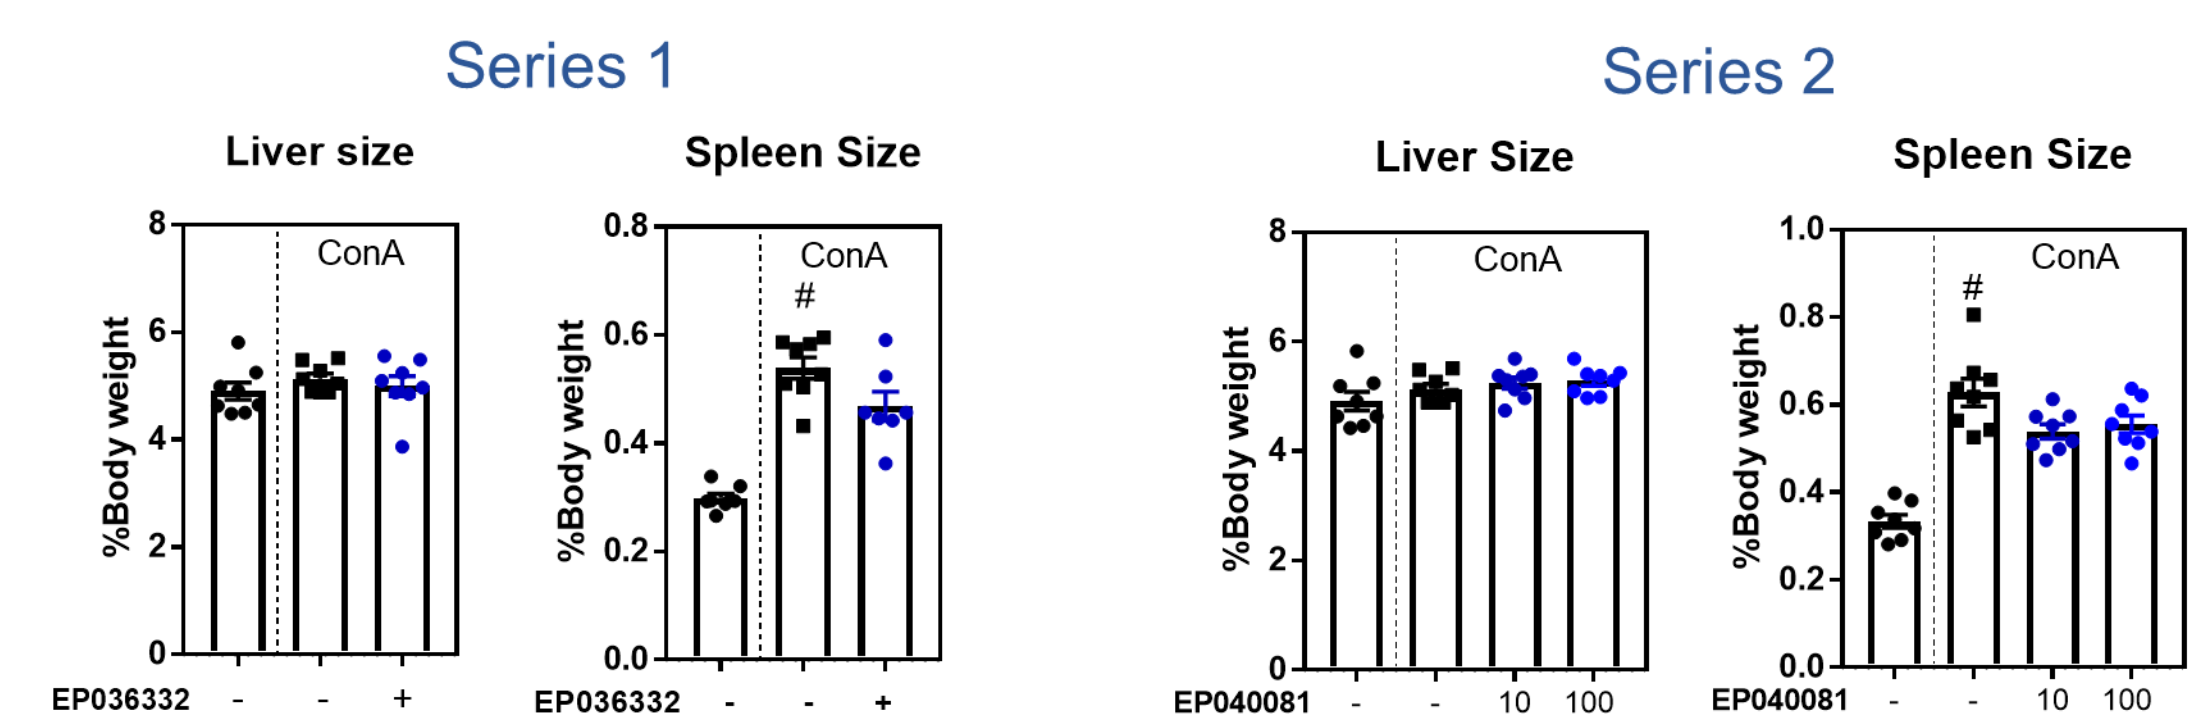 Series 1
Series 2
Liver size
Spleen Size
Liver Size
Spleen Size
%Body weight
8
6
4
2
0
ConA
EP036332 - - +
%Body weight
0.8
0.6
0.4
0.2
0.0
ConA
#
EP036332 - - +
%Body weight
8
6
4
2
0
ConA
EP040081 - - 10 100
%Body weight
1.0
0.8
0.6
0.4
0.2
0.0
ConA
#
EP040081 - - 10 100